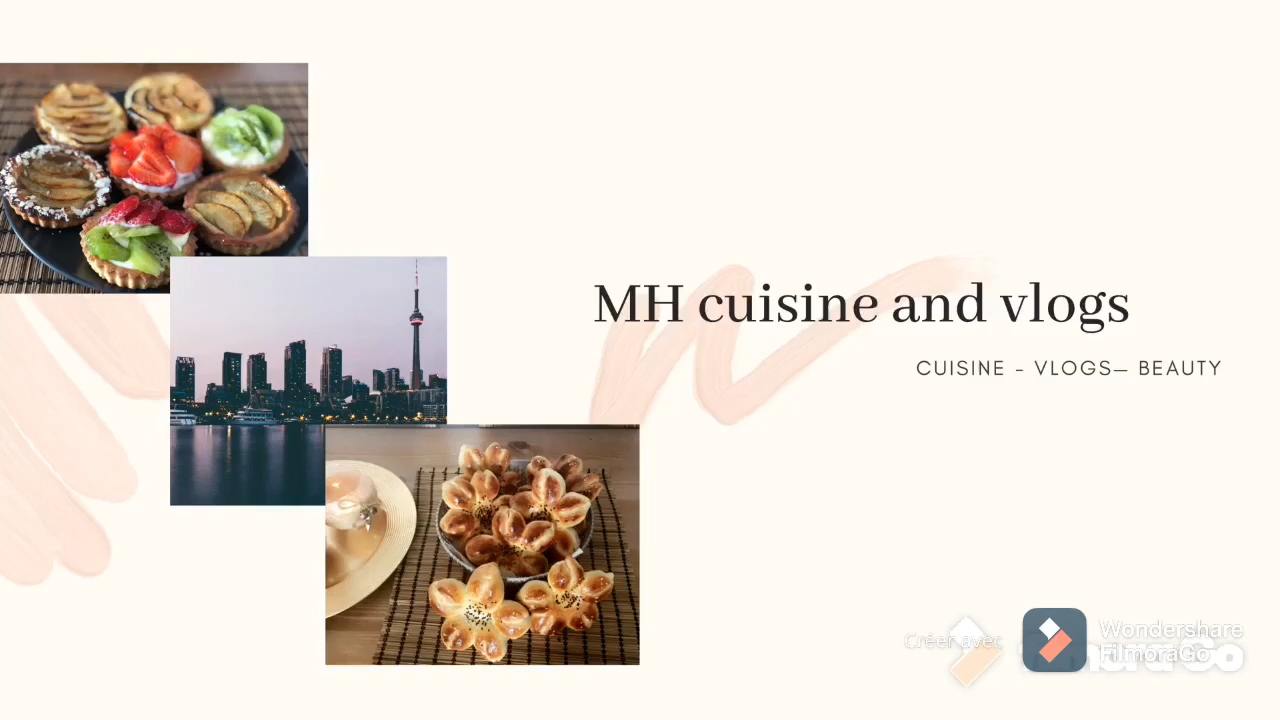 MH cuisine and vlogs
CUISINE - VLOGS— BEAUTY
Créer avec
Wondershare
FilmoraGo